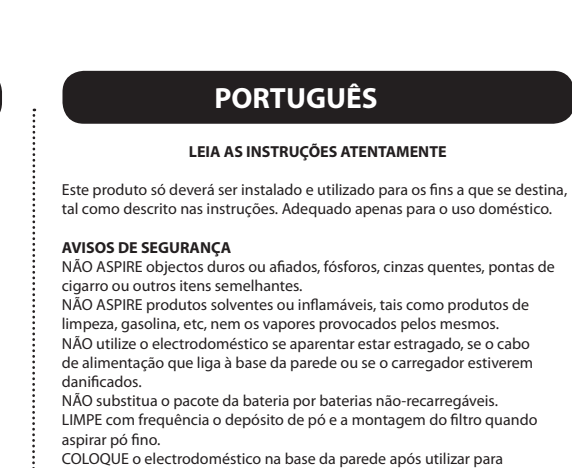 PORTUGUÊS
LEIA AS INSTRUÇÕES ATENTAMENTE
Este produto só deverá ser instalado e utilizado para os fins a que se destina,
tal como descrito nas instruções. Adequado apenas para o uso doméstico.
AVISOS DE SEGURANÇA
NÃO ASPIRE objectos duros ou afiados, fósforos, cinzas quentes, pontas de
cigarro ou outros itens semelhantes.
NÃO ASPIRE produtos solventes ou inflamáveis, tais como produtos de
limpeza, gasolina, etc, nem os vapores provocados pelos mesmos.
NÃO utilize o electrodoméstico se aparentar estar estragado, se o cabo
de alimentação que liga à base da parede ou se o carregador estiverem
danificados.
NÃO substitua o pacote da bateria por baterias não-recarregáveis.
LIMPE com frequência o depósito de pó e a montagem do filtro quando
aspirar pó fino.
COLOQUE o electrodoméstico na base da parede após utilizar para